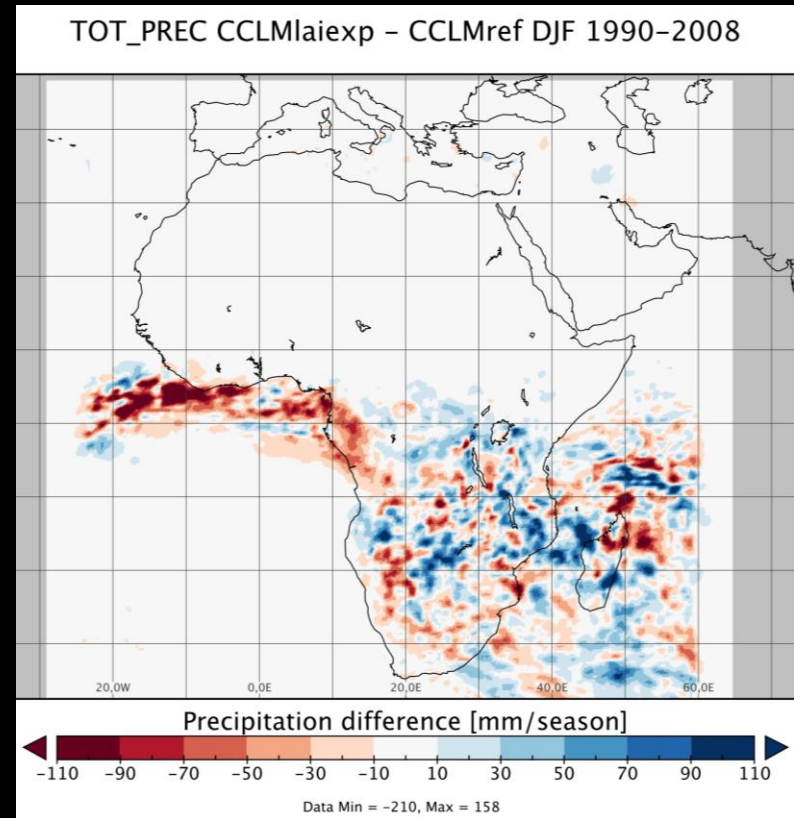 TOT_PREC CCLMlaiexp – CCLMref DJF 1990–2008
20,0W 0,0E 20,0E 40,0E 60,0E
Precipitation difference [mm/season]
−110 −90 −70 −50 −30 −10 10 30 50 70 90 110
Data Min = −210, Max = 158